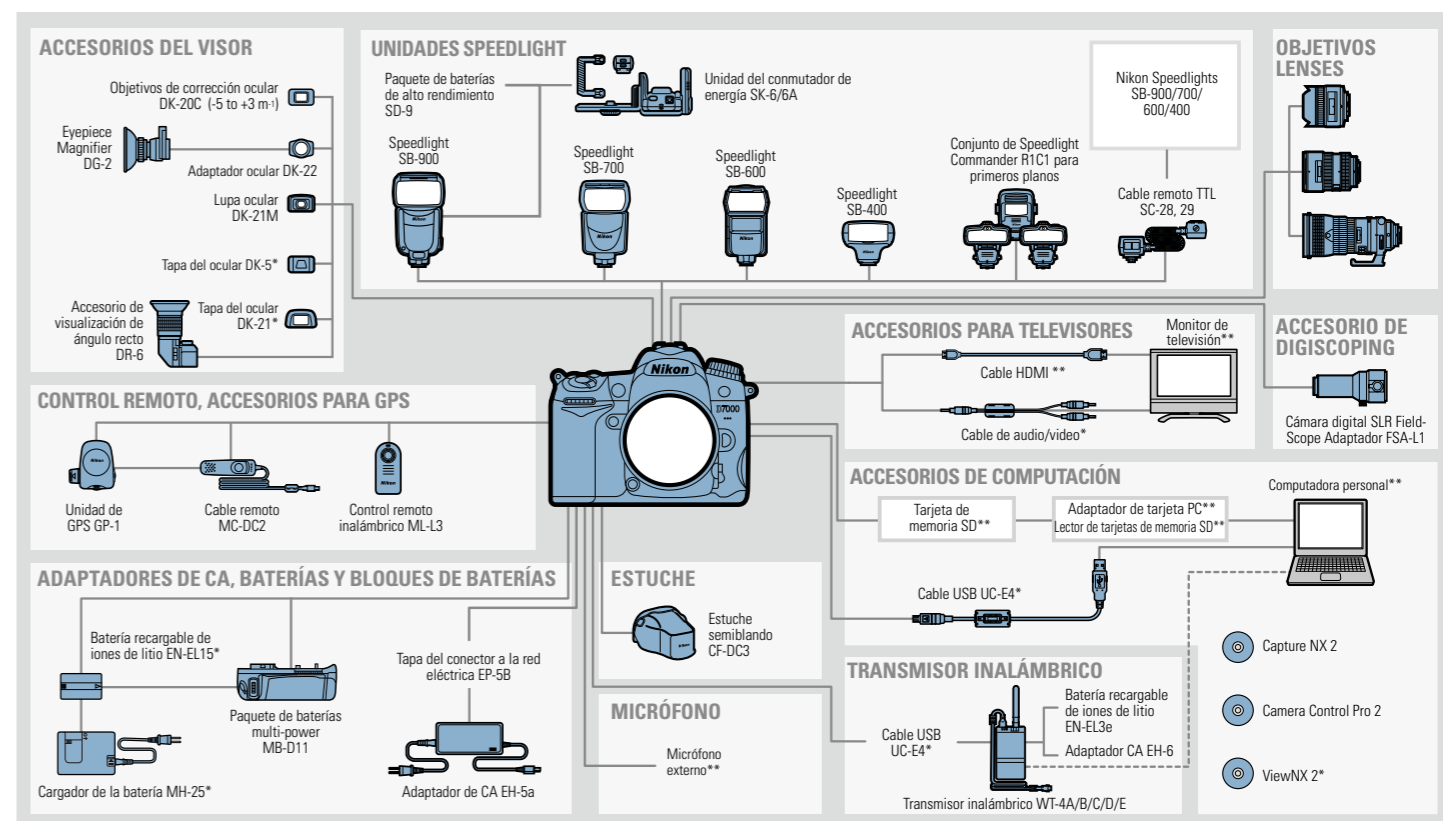 ACCESORIOS DEL VISOR
Objetivos de corrección ocular
DK-20C (-5 to +3 m-1)
Eyepiece
Magnifier
DG-2
Adaptador ocular DK-22
Lupa ocular
DK-21M
Tapa del ocular DK-5*
Accesorio de
visualización de
ángulo recto
DR-6
Tapa del ocular
DK-21*
UNIDADES SPEEDLIGHT
Paquete de baterías
de alto rendimiento
SD-9
Unidad del conmutador de
energía SK-6/6A
Speedlight
SB-900
Speedlight
SB-700
Speedlight
SB-600
Speedlight
SB-400
Conjunto de Speedlight
Commander R1C1 para
primeros planos
Nikon Speedlights
SB-900/700/
600/400
Cable remoto TTL
SC-28, 29
OBJETIVOS
LENSES
ACCESORIO DE
DIGISCOPING
Cámara digital SLR Field-
Scope Adaptador FSA-L1
ACCESORIOS PARA TELEVISORES
Monitor de
televisión**
Cable HDMI **
Cable de audio/video*
Nikon
D7000
CONTROL REMOTO, ACCESORIOS PARA GPS
Unidad de
GPS GP-1
Cable remoto
MC-DC2
Control remoto
inalámbrico ML-L3
ACCESORIOS DE COMPUTACIÓN
Computadora personal**
Tarjeta de
memoria SD**
Adaptador de tarjeta PC**
Lector de tarjetas de memoria SD**
Cable USB UC-E4*
Capture NX 2
Camera Control Pro 2
ViewNX 2*
ADAPTADORES DE CA, BATERÍAS Y BLOQUES DE BATERÍAS
Batería recargable de
iones de litio EN-EL15*
Paquete de baterías
multi-power
MB-D11
Cargador de la batería MH-25*
Tapa del conector a la red
eléctrica EP-5B
Adaptador de CA EH-5a
ESTUCHE
Estuche
semiblando
CF-DC3
MICRÓFONO
Micrófono
externo**
TRANSMISOR INALÁMBRICO
Cable USB
UC-E4*
Batería recargable
de iones de litio
EN-EL3e
Adaptador CA EH-6
Transmisor inalámbrico WT-4A/B/C/D/E